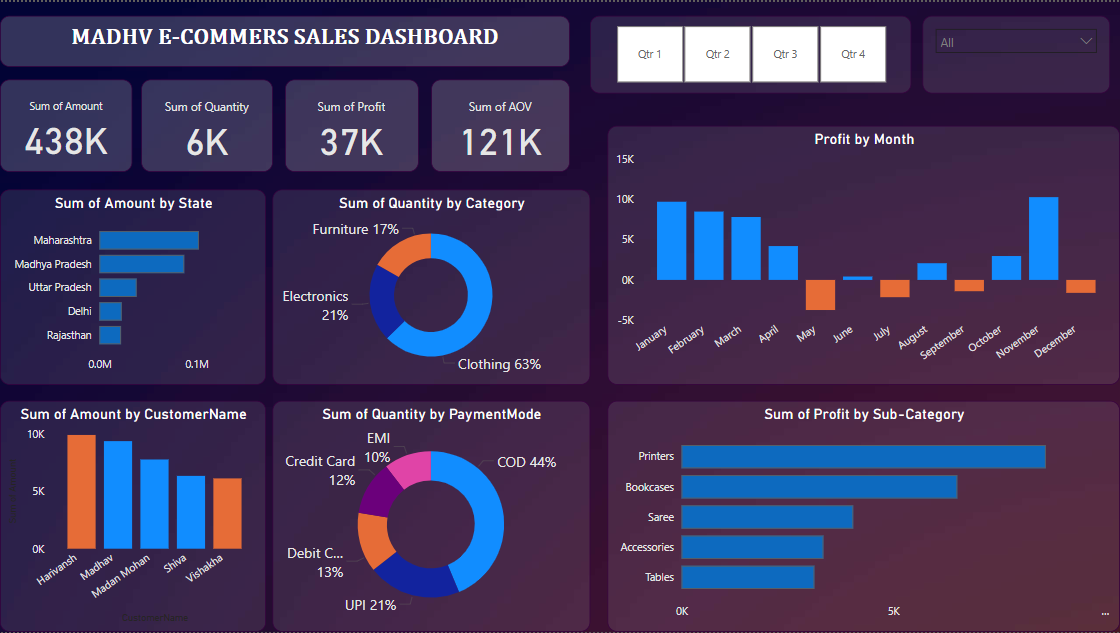 MADHV E-COMMERS SALES DASHBOARD
Qtr 1
Qtr 2
Qtr 3
Qtr 4
All
Sum of Amount
438K
Sum of Quantity
6K
Sum of Profit
37K
Sum of AOV
121K
Sum of Amount by State
Maharashtra
Madhya Pradesh
Uttar Pradesh
Delhi
Rajasthan
0.0M
0.1M
Sum of Quantity by Category
Furniture 17%
Electronics
21%
Clothing 63%
Profit by Month
15K
10K
5K
0K
-5K
January
February
March
April
May
June
July
August
September
October
November
December
Sum of Amount by CustomerName
10K
5K
0K
Harivansh
Madhav
Madan Mohan
Shiva
Vishakha
CustomerName
Sum of Quantity by PaymentMode
EMI
10%
Credit Card
12%
COD 44%
Debit C...
13%
UPI 21%
Sum of Profit by Sub-Category
Printers
Bookcases
Saree
Accessories
Tables
0K
5K
...